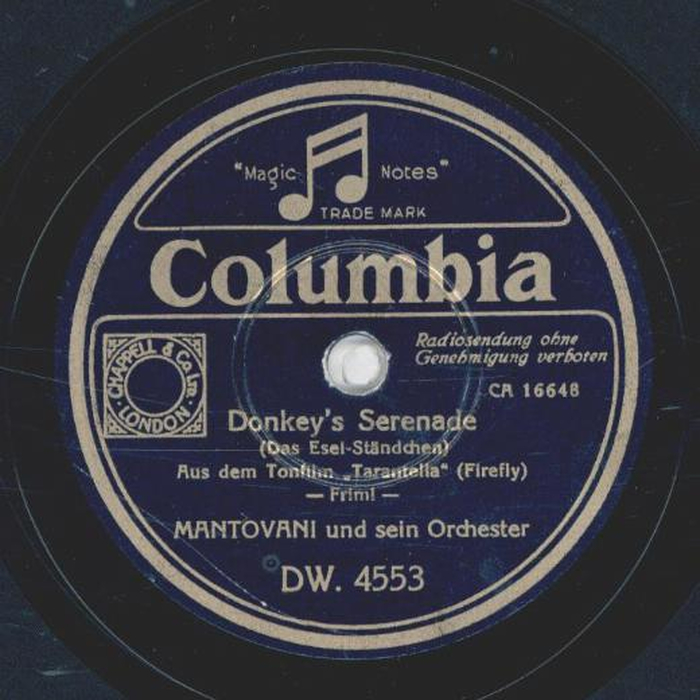 "Magic Notes"
TRADE MARK
Columbia
CHAPPELL & Co Ltd.
· LONDON ·
Radiosendung ohne
Genehmigung verboten
CA 16648
Donkey's Serenade
(Das Esel-Ständchen)
Aus dem Tonfilm „Tarantella“ (Firefly)
— Friml —
MANTOVANI und sein Orchester
DW. 4553